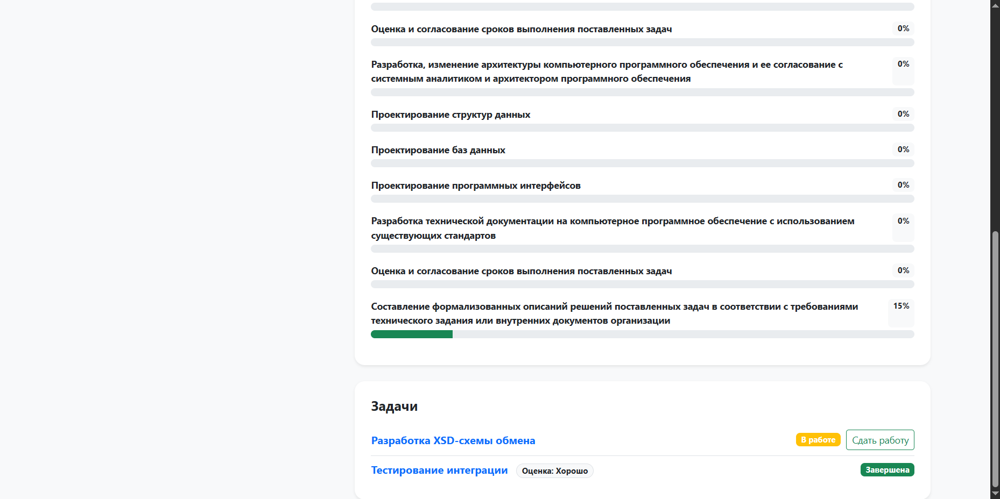 Оценка и согласование сроков выполнения поставленных задач 0%
Разработка, изменение архитектуры компьютерного программного обеспечения и ее согласование с 0%
системным аналитиком и архитектором программного обеспечения
Проектирование структур данных 0%
Проектирование баз данных 0%
Проектирование программных интерфейсов 0%
Разработка технической документации на компьютерное программное обеспечение с использованием 0%
существующих стандартов
Оценка и согласование сроков выполнения поставленных задач 0%
Составление формализованных описаний решений поставленных задач в соответствии с требованиями 15%
технического задания или внутренних документов организации
Задачи
Разработка XSD-схемы обмена В работе Сдать работу
Тестирование интеграции Оценка: Хорошо Завершена